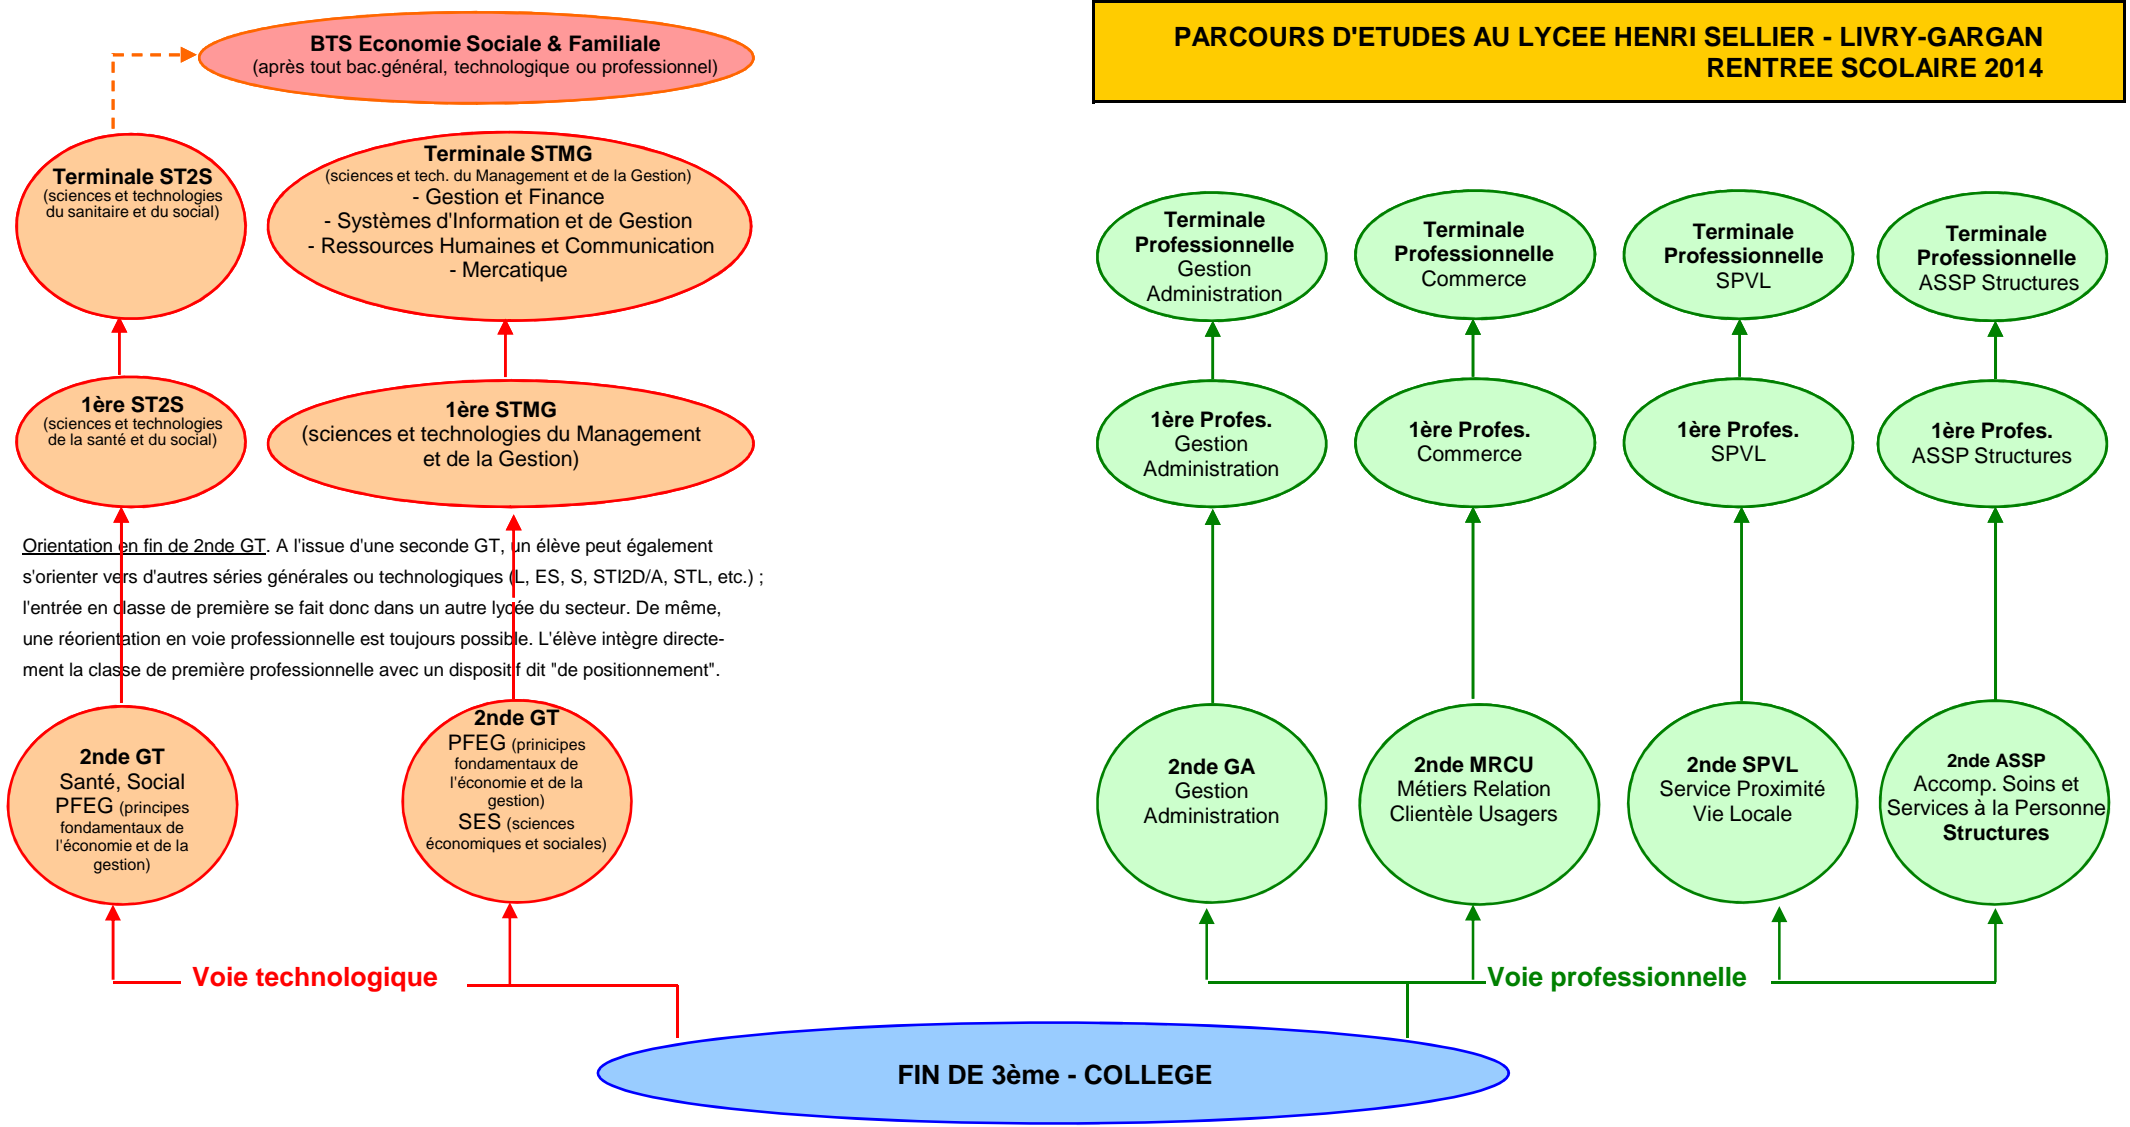 PARCOURS D'ETUDES AU LYCEE HENRI SELLIER - LIVRY-GARGAN
RENTREE SCOLAIRE 2014
BTS Economie Sociale & Familiale
(après tout bac.général, technologique ou professionnel)
Terminale ST2S
(sciences et technologies
du sanitaire et du social)
Terminale STMG
(sciences et tech. du Management et de la Gestion)
- Gestion et Finance
- Systèmes d'Information et de Gestion
- Ressources Humaines et Communication
- Mercatique
Terminale
Professionnelle
Gestion
Administration
Terminale
Professionnelle
Commerce
Terminale
Professionnelle
SPVL
Terminale
Professionnelle
ASSP Structures
1ère ST2S
(sciences et technologies
de la santé et du social)
1ère STMG
(sciences et technologies du Management
et de la Gestion)
1ère Profes.
Gestion
Administration
1ère Profes.
Commerce
1ère Profes.
SPVL
1ère Profes.
ASSP Structures
Orientation en fin de 2nde GT. A l'issue d'une seconde GT, un élève peut également
s'orienter vers d'autres séries générales ou technologiques (L, ES, S, STI2D/A, STL, etc.) ;
l'entrée en classe de première se fait donc dans un autre lycée du secteur. De même,
une réorientation en voie professionnelle est toujours possible. L'élève intègre directe-
ment la classe de première professionnelle avec un dispositif dit "de positionnement".
2nde GT
Santé, Social
PFEG (principes
fondamentaux de
l'économie et de la
gestion)
2nde GT
PFEG (prinicipes
fondamentaux de
l'économie et de la
gestion)
SES (sciences
économiques et sociales)
2nde GA
Gestion
Administration
2nde MRCU
Métiers Relation
Clientèle Usagers
2nde SPVL
Service Proximité
Vie Locale
2nde ASSP
Accomp. Soins et
Services à la Personne
Structures
Voie technologique
Voie professionnelle
FIN DE 3ème - COLLEGE